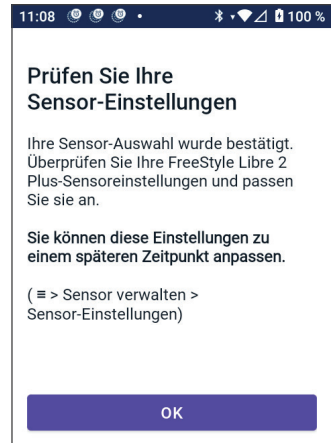 11:08 100 %
Prüfen Sie Ihre
Sensor-Einstellungen
Ihre Sensor-Auswahl wurde bestätigt.
Überprüfen Sie Ihre FreeStyle Libre 2
Plus-Sensoreinstellungen und passen
Sie sie an.
Sie können diese Einstellungen zu
einem späteren Zeitpunkt anpassen.
( ≡ > Sensor verwalten >
Sensor-Einstellungen)
OK